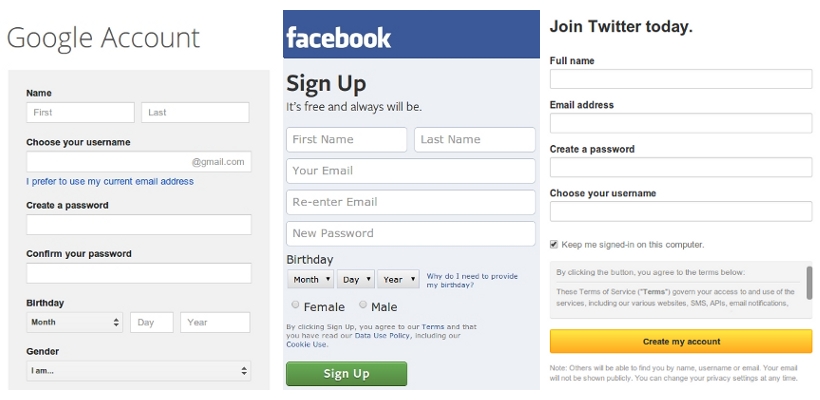 Google Account
Name
First
Last
Choose your username
@gmail.com
I prefer to use my current email address
Create a password
Confirm your password
Birthday
Month
Day
Year
Gender
I am...
facebook
Sign Up
It's free and always will be.
First Name
Last Name
Your Email
Re-enter Email
New Password
Birthday
Month
Day
Year
Why do I need to provide
my birthday?
Female
Male
By clicking Sign Up, you agree to our Terms and that
you have read our Data Use Policy, including our
Cookie Use.
Sign Up
Join Twitter today.
Full name
Email address
Create a password
Choose your username
Keep me signed-in on this computer.
By clicking the button, you agree to the terms below:
These Terms of Service ("Terms") govern your access to and use of the
services, including our various websites, SMS, APIs, email notifications,
Create my account
Note: Others will be able to find you by name, username or email. Your email
will not be shown publicly. You can change your privacy settings at any time.